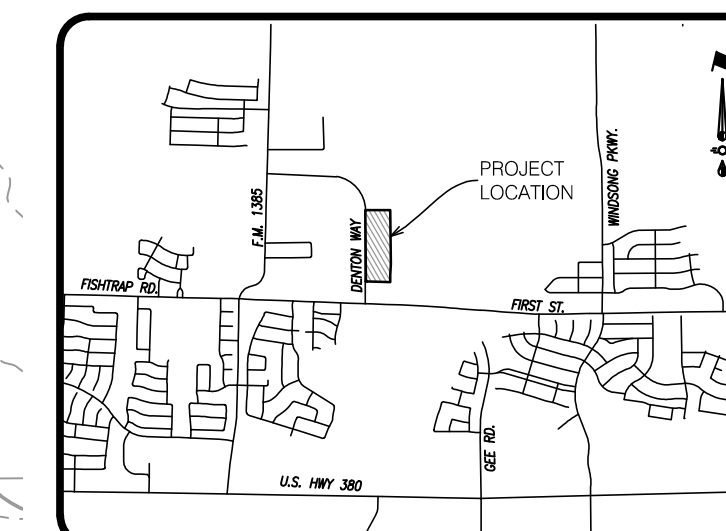 WINDSONG PKWY.
PROJECT
LOCATION
F.M. 1385
DENTON WAY
FISHTRAP RD.
FIRST ST.
GEE RD.
U.S. HWY 380